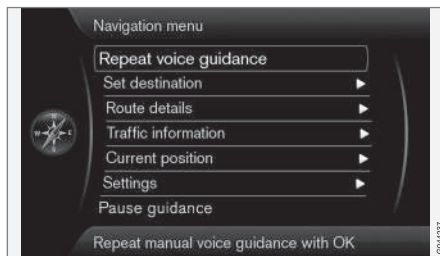 Navigation menu
Repeat voice guidance
Set destination
Route details
Traffic information
Current position
Settings
Pause guidance
Repeat manual voice guidance with OK